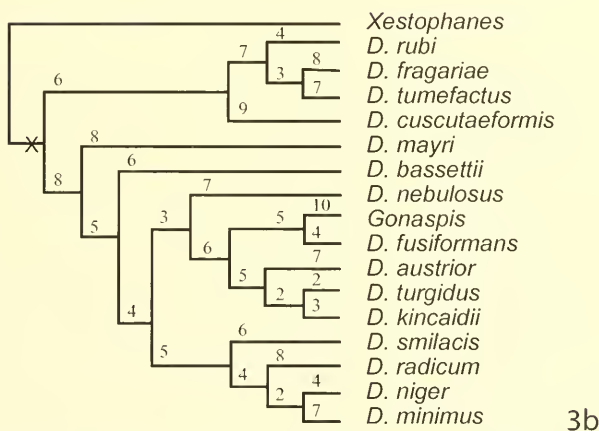 Xestophanes
4 D. rubi
7
8 D. fragariae
3
6
7 D. tumefactus
9 D. cuscutaeformis
X
8 D. mayri
6 D. bassettii
8
7 D. nebulosus
10 Gonaspis
5
3
5
4 D. fusiformans
6
7 D. austrior
5
2 D. turgidus
2
3 D. kincaidii
4
6 D. smilacis
5
8 D. radicum
4
4 D. niger
2
7 D. minimus
3b